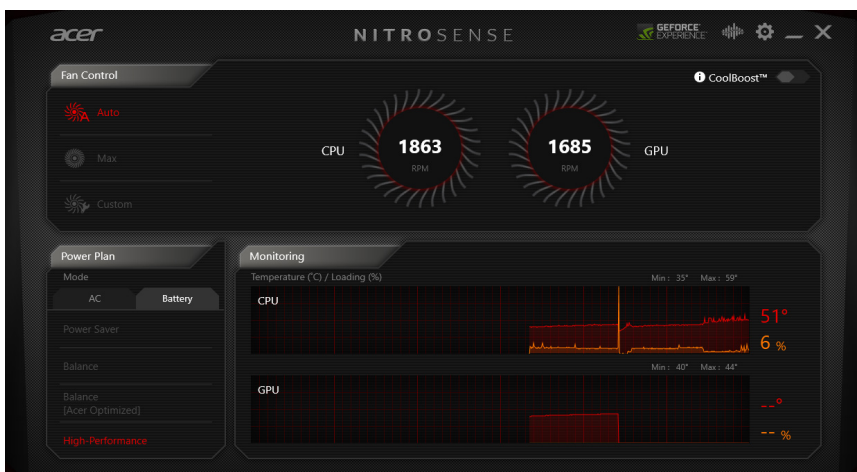 acer
NITROSENSE
GEFORCE EXPERIENCE
Fan Control
CoolBoost™
Auto
Max
Custom
CPU
1863
RPM
1685
RPM
GPU
Power Plan
Mode
AC
Battery
Power Saver
Balance
Balance
[Acer Optimized]
High-Performance
Monitoring
Temperature (°C) / Loading (%)
Min : 35° Max : 59°
CPU
51°
6 %
Min : 40° Max : 44°
GPU
--°
-- %